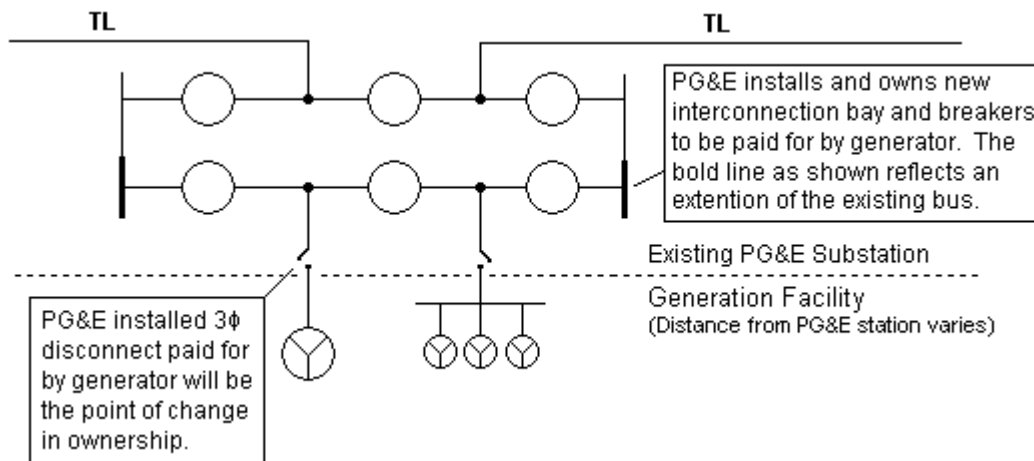 TL
TL
PG&E installs and owns new
interconnection bay and breakers
to be paid for by generator. The
bold line as shown reflects an
extention of the existing bus.
Existing PG&E Substation
Generation Facility
(Distance from PG&E station varies)
PG&E installed 3ϕ
disconnect paid for
by generator will be
the point of change
in ownership.